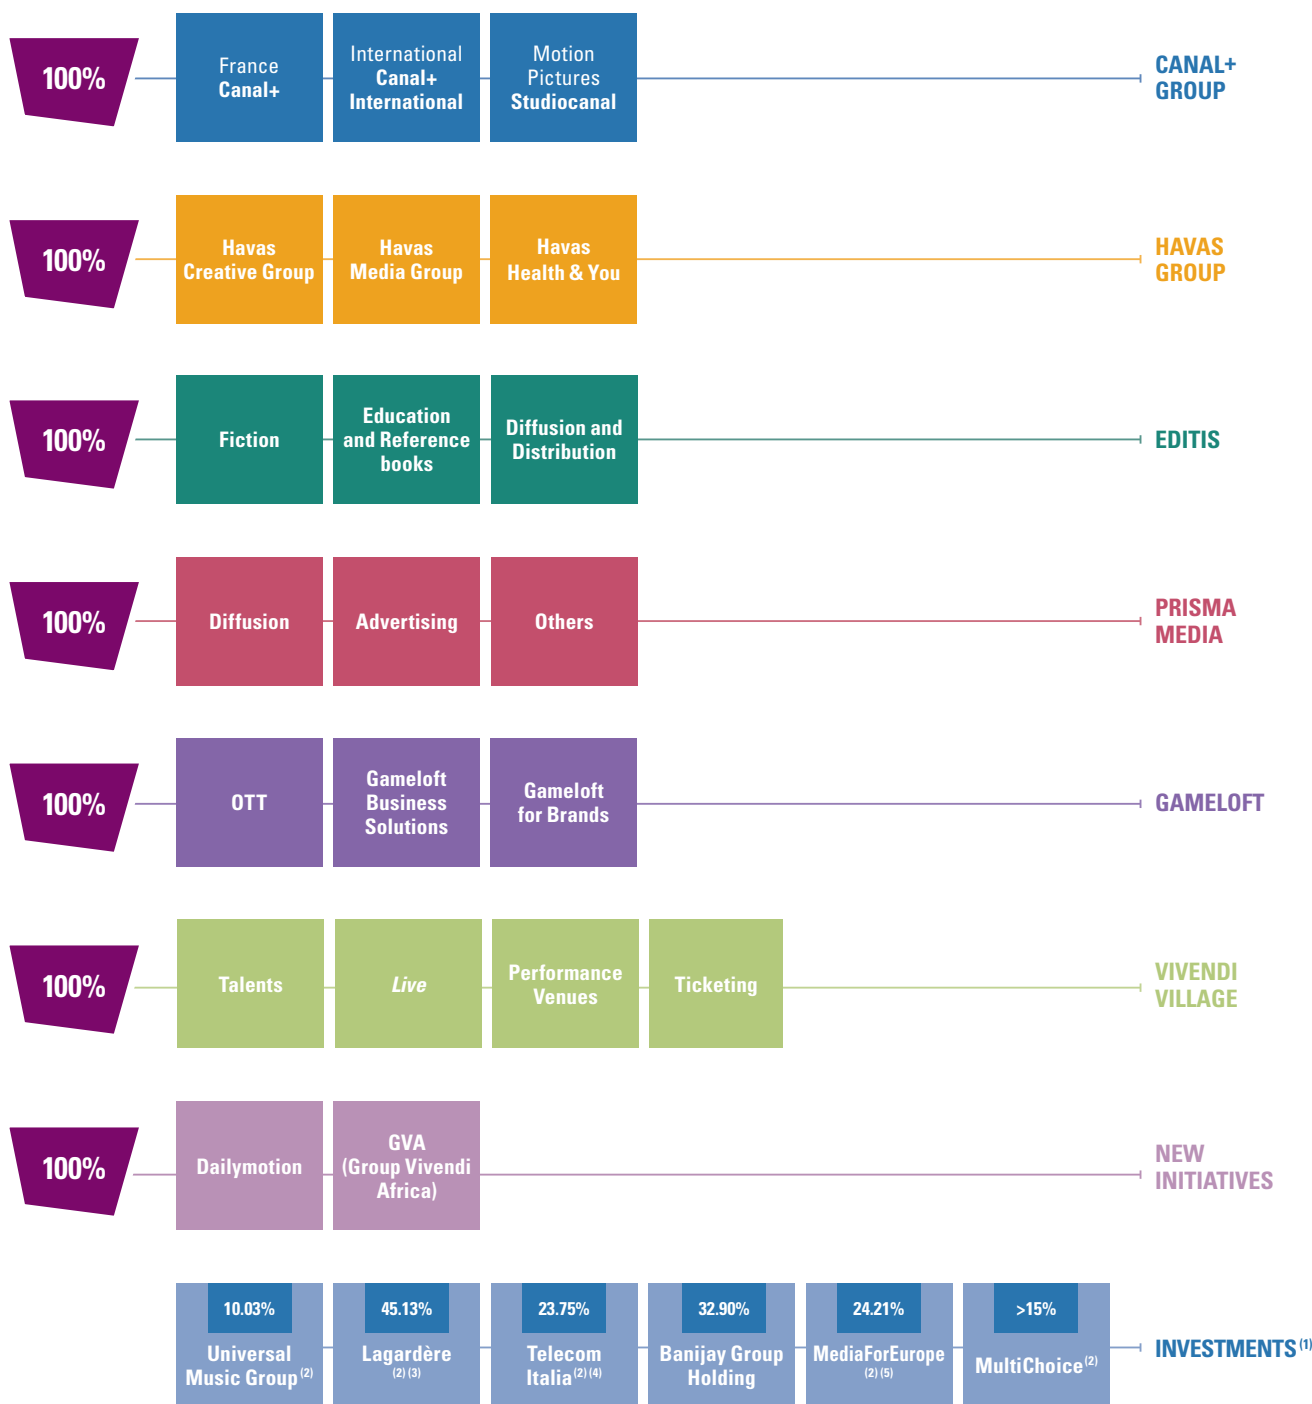 100%
France
Canal+
International
Canal+
International
Motion
Pictures
Studiocanal
CANAL+
GROUP
100%
Havas
Creative Group
Havas
Media Group
Havas
Health & You
HAVAS
GROUP
100%
Fiction
Education
and Reference
books
Diffusion and
Distribution
EDITIS
100%
Diffusion
Advertising
Others
PRISMA
MEDIA
100%
OTT
Gameloft
Business
Solutions
Gameloft
for Brands
GAMELOFT
100%
Talents
Live
Performance
Venues
Ticketing
VIVENDI
VILLAGE
100%
Dailymotion
GVA
(Group Vivendi
Africa)
NEW
INITIATIVES
10.03%
Universal
Music Group (2)
45.13%
Lagardère
(2) (3)
23.75%
Telecom
Italia (2) (4)
32.90%
Banijay Group
Holding
24.21%
MediaForEurope
(2) (5)
>15%
MultiChoice (2)
INVESTMENTS (1)